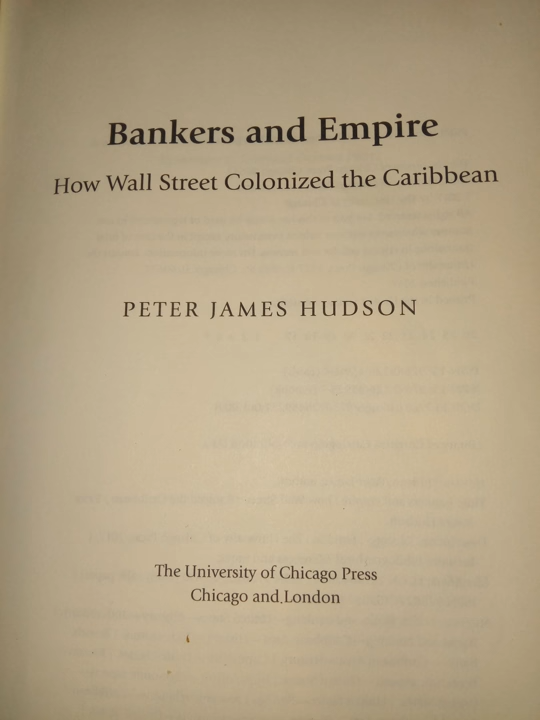 Bankers and Empire
How Wall Street Colonized the Caribbean
PETER JAMES HUDSON
The University of Chicago Press
Chicago and London